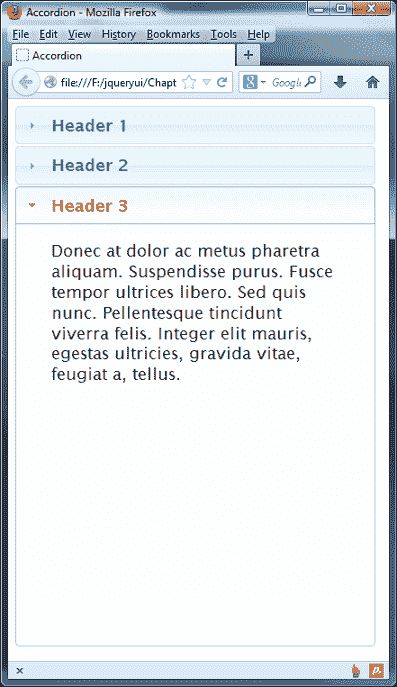 Accordion - Mozilla Firefox
File Edit View History Bookmarks Tools Help
Accordion
file:///F:/jqueryui/Chapt
Googl
Header 1
Header 2
Header 3
Donec at dolor ac metus pharetra
aliquam. Suspendisse purus. Fusce
tempor ultrices libero. Sed quis
nunc. Pellentesque tincidunt
viverra felis. Integer elit mauris,
egestas ultricies, gravida vitae,
feugiat a, tellus.